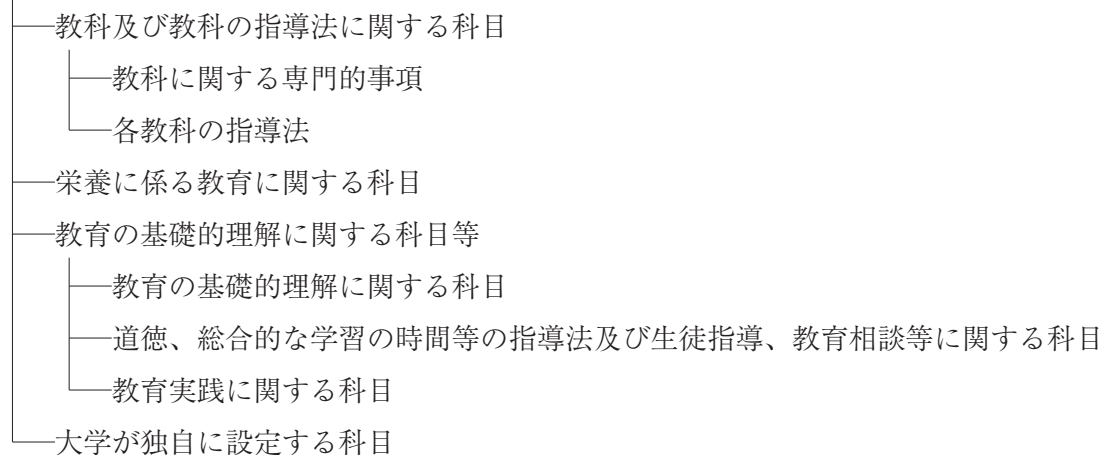 教科及び教科の指導法に関する科目
教科に関する専門的事項
各教科の指導法
栄養に係る教育に関する科目
教育の基礎的理解に関する科目等
教育の基礎的理解に関する科目
道徳、総合的な学習の時間等の指導法及び生徒指導、教育相談等に関する科目
教育実践に関する科目
大学が独自に設定する科目